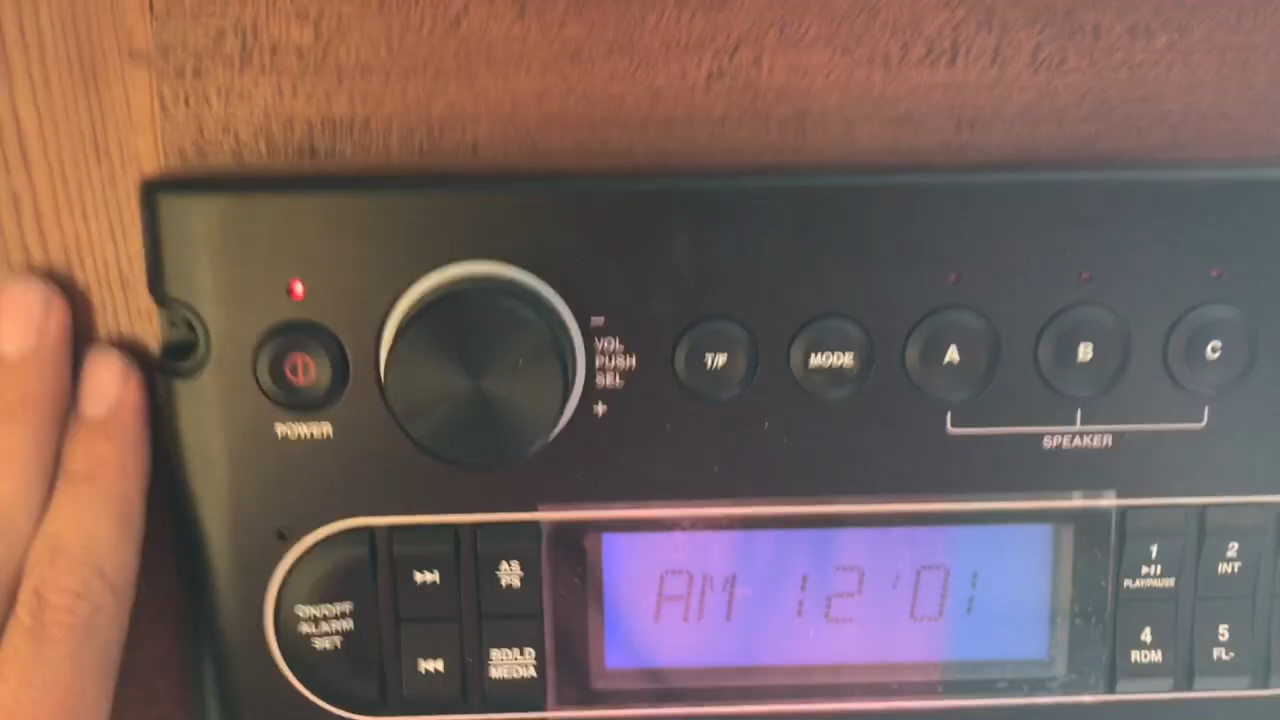 POWER
VOL
PUSH
SEL
T/F
MODE
A
B
C
SPEAKER
ON/OFF
ALARM
SET
AS
PS
BD/LD
MEDIA
AM 12'01
1
PLAY/PAUSE
2
INT
4
RDM
5
FL-